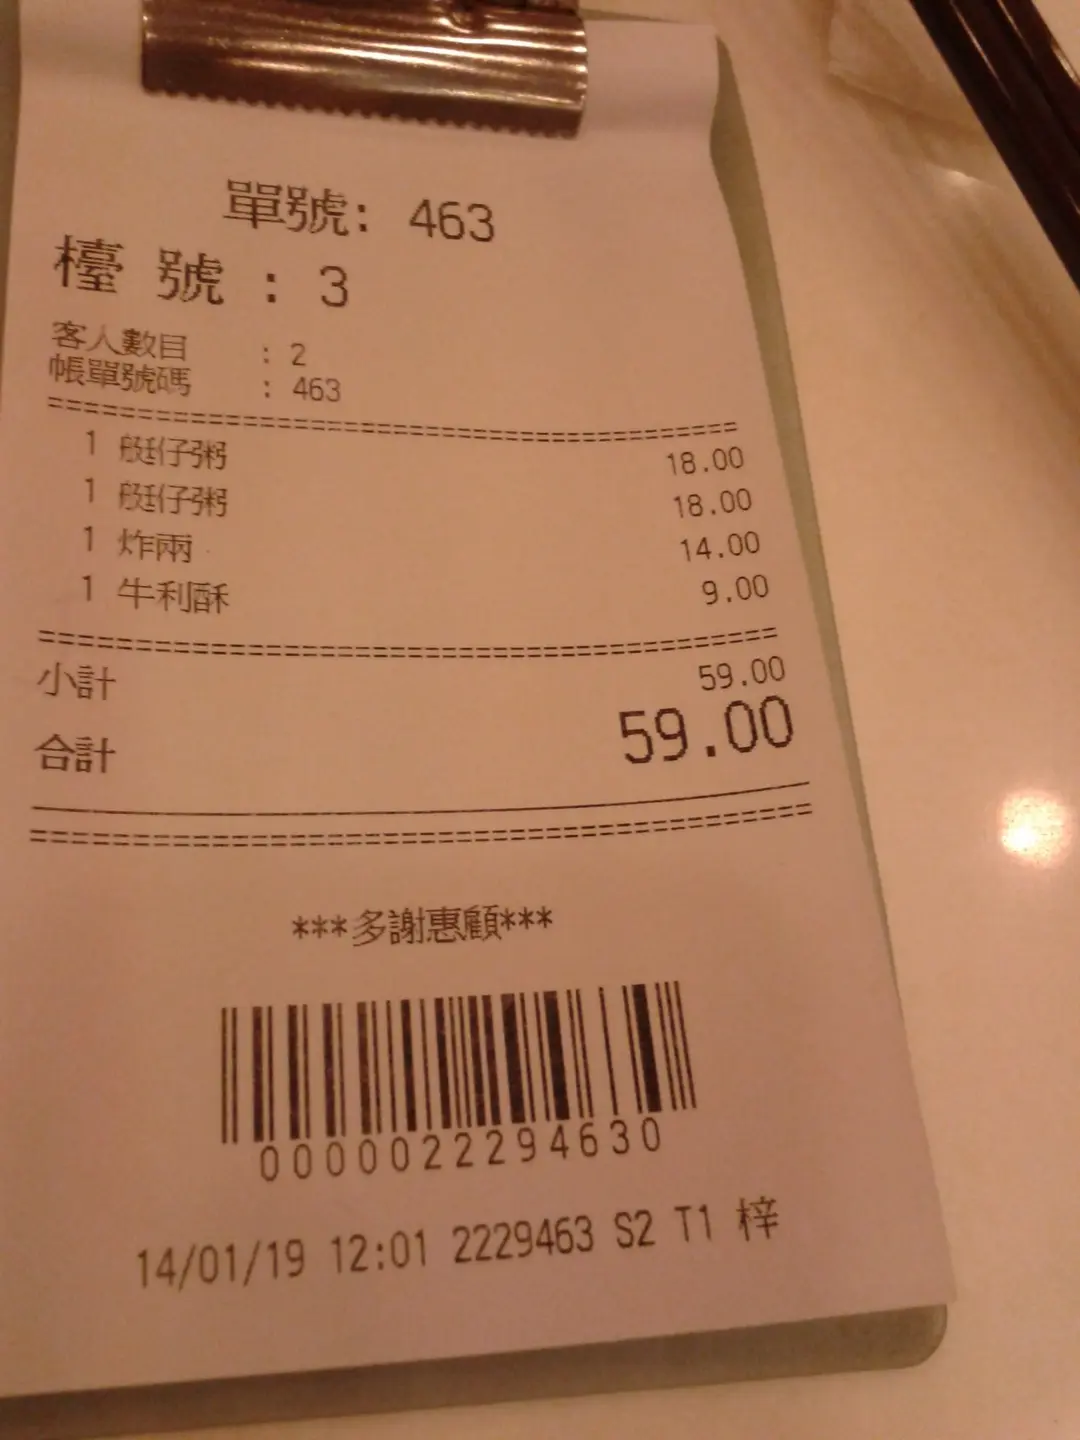 單號: 463
檯 號 : 3
客人數目 : 2
帳單號碼 : 463
========================================
1 艇仔粥 18.00
1 艇仔粥 18.00
1 炸兩 14.00
1 牛利酥 9.00
========================================
小計 59.00
合計 59.00
========================================
***多謝惠顧***
0000022294630
14/01/19 12:01 2229463 S2 T1 梓